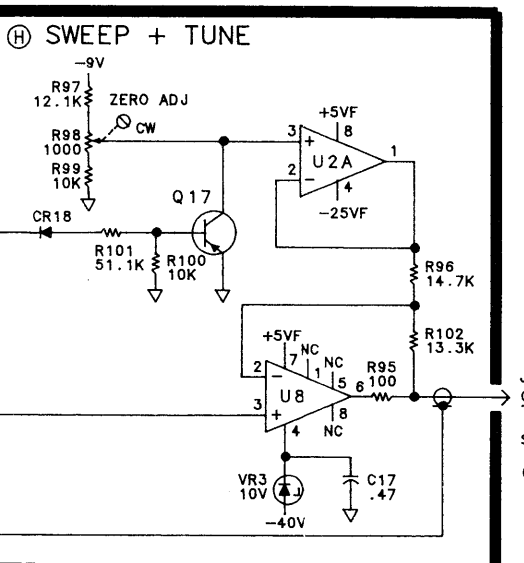 Ⓗ SWEEP + TUNE
-9V
R97
12.1K
ZERO ADJ
CW
R98
1000
R99
10K
+5VF
3
+
8
U2A
1
2
-
4
-25VF
Q17
CR18
R101
51.1K
R100
10K
R96
14.7K
R102
13.3K
+5VF
7
NC
1
NC
2
-
5
6
R95
100
U8
3
+
8
NC
4
VR3
10V
C17
.47
-40V